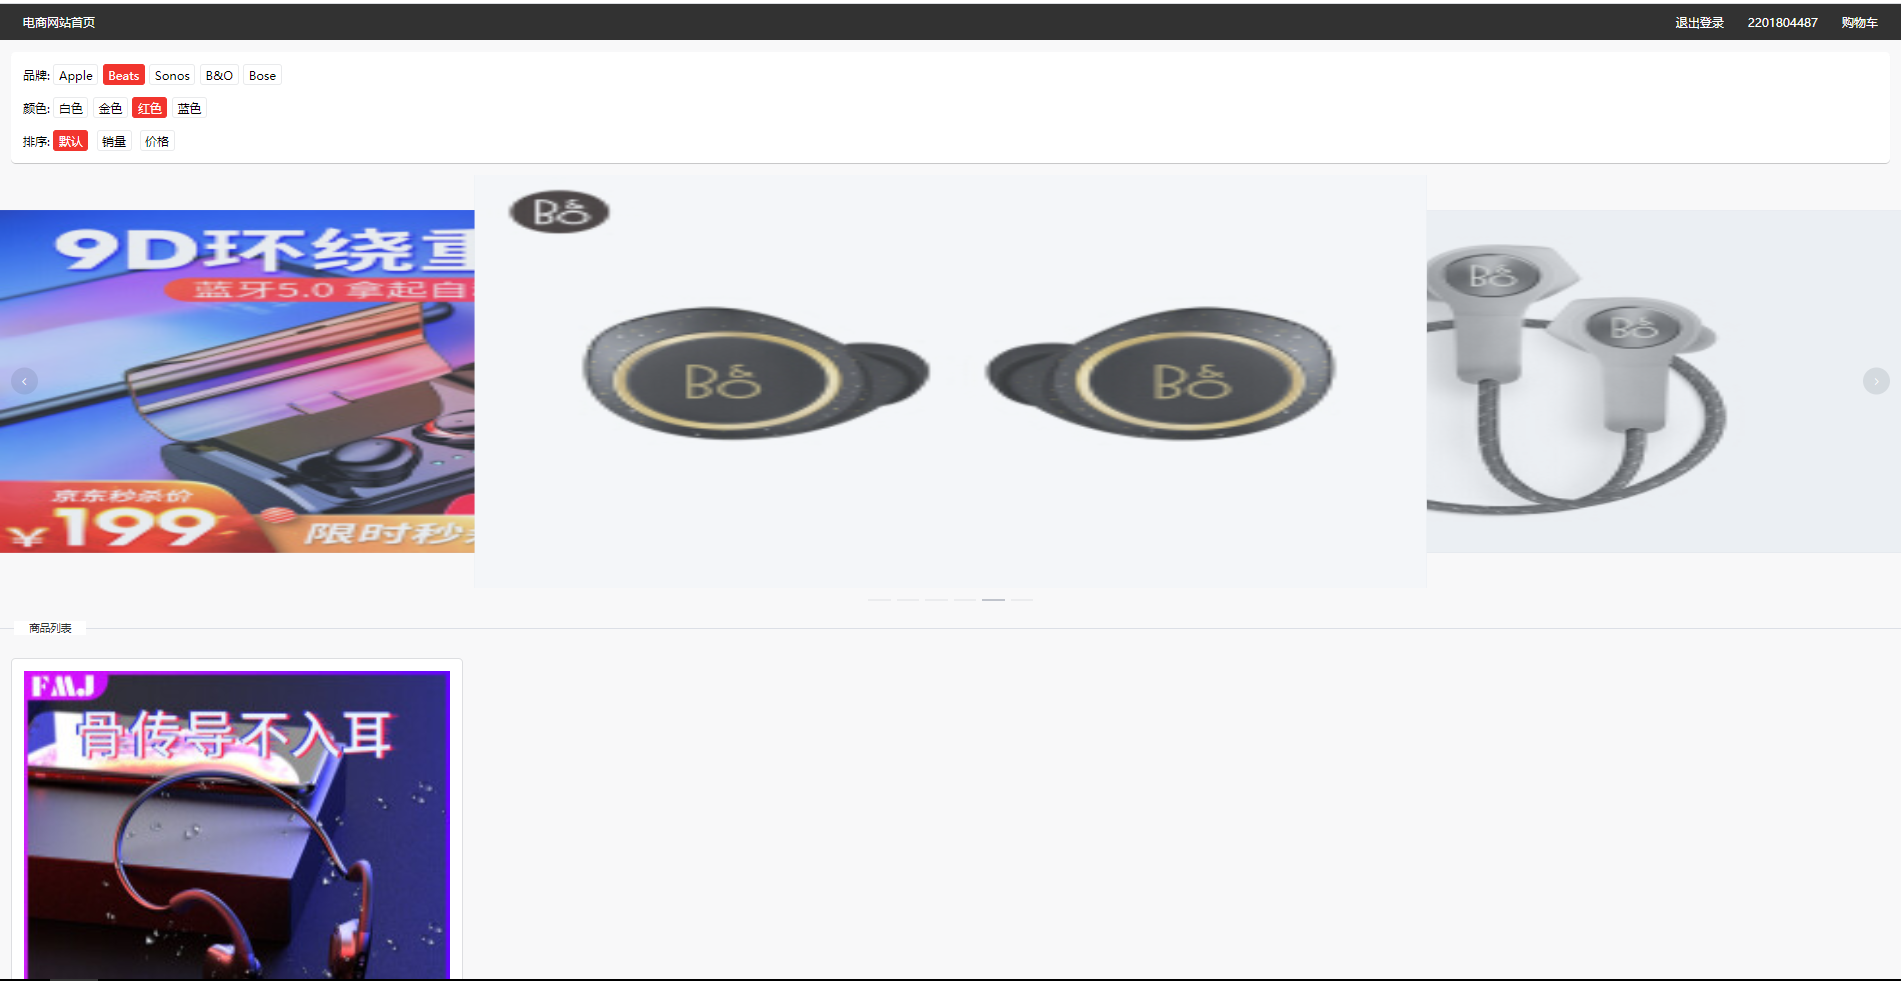 电商网站首页 退出登录 2201804487 购物车
品牌: Apple Beats Sonos B&O Bose
颜色: 白色 金色 红色 蓝色
排序: 默认 销量 价格
B&O
9D环绕重
蓝牙5.0 拿起自
京东秒杀价
¥199
限时秒
B&O
B&O
B&O
B&O
商品列表
FMJ
骨传导不入耳